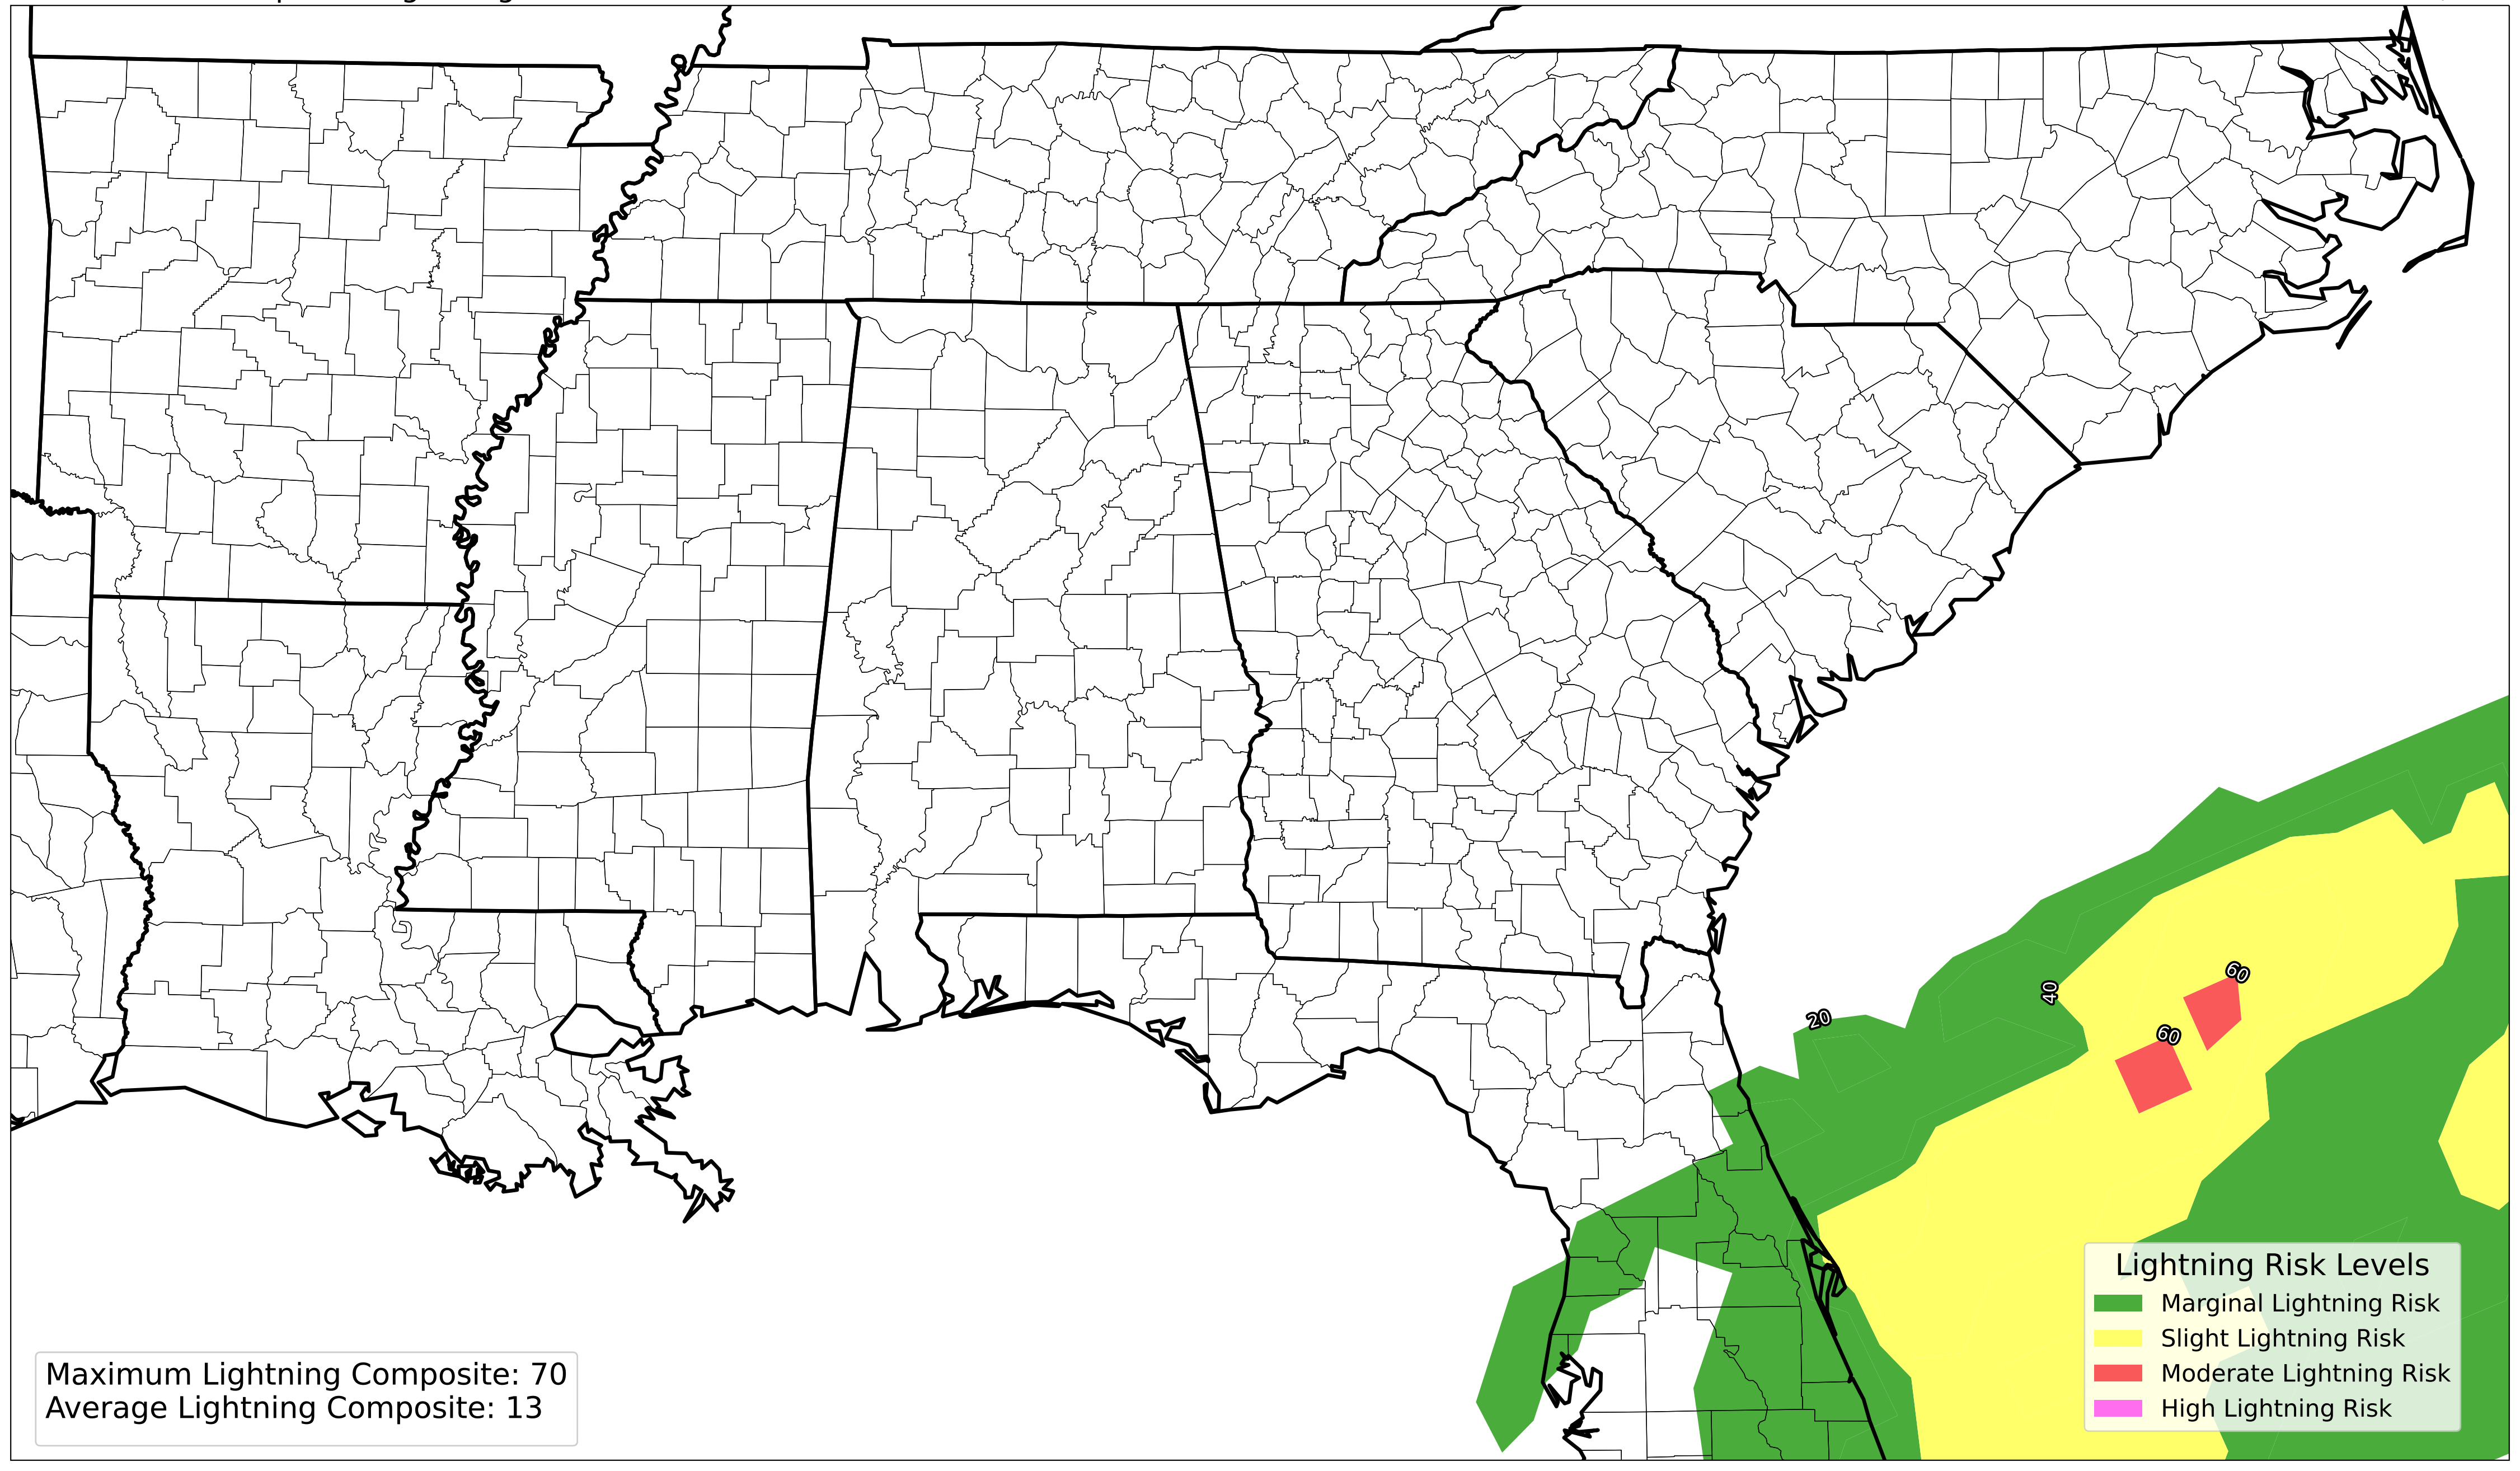 60
40
20
60
Lightning Risk Levels
Marginal Lightning Risk
Slight Lightning Risk
Moderate Lightning Risk
High Lightning Risk
Maximum Lightning Composite: 70
Average Lightning Composite: 13